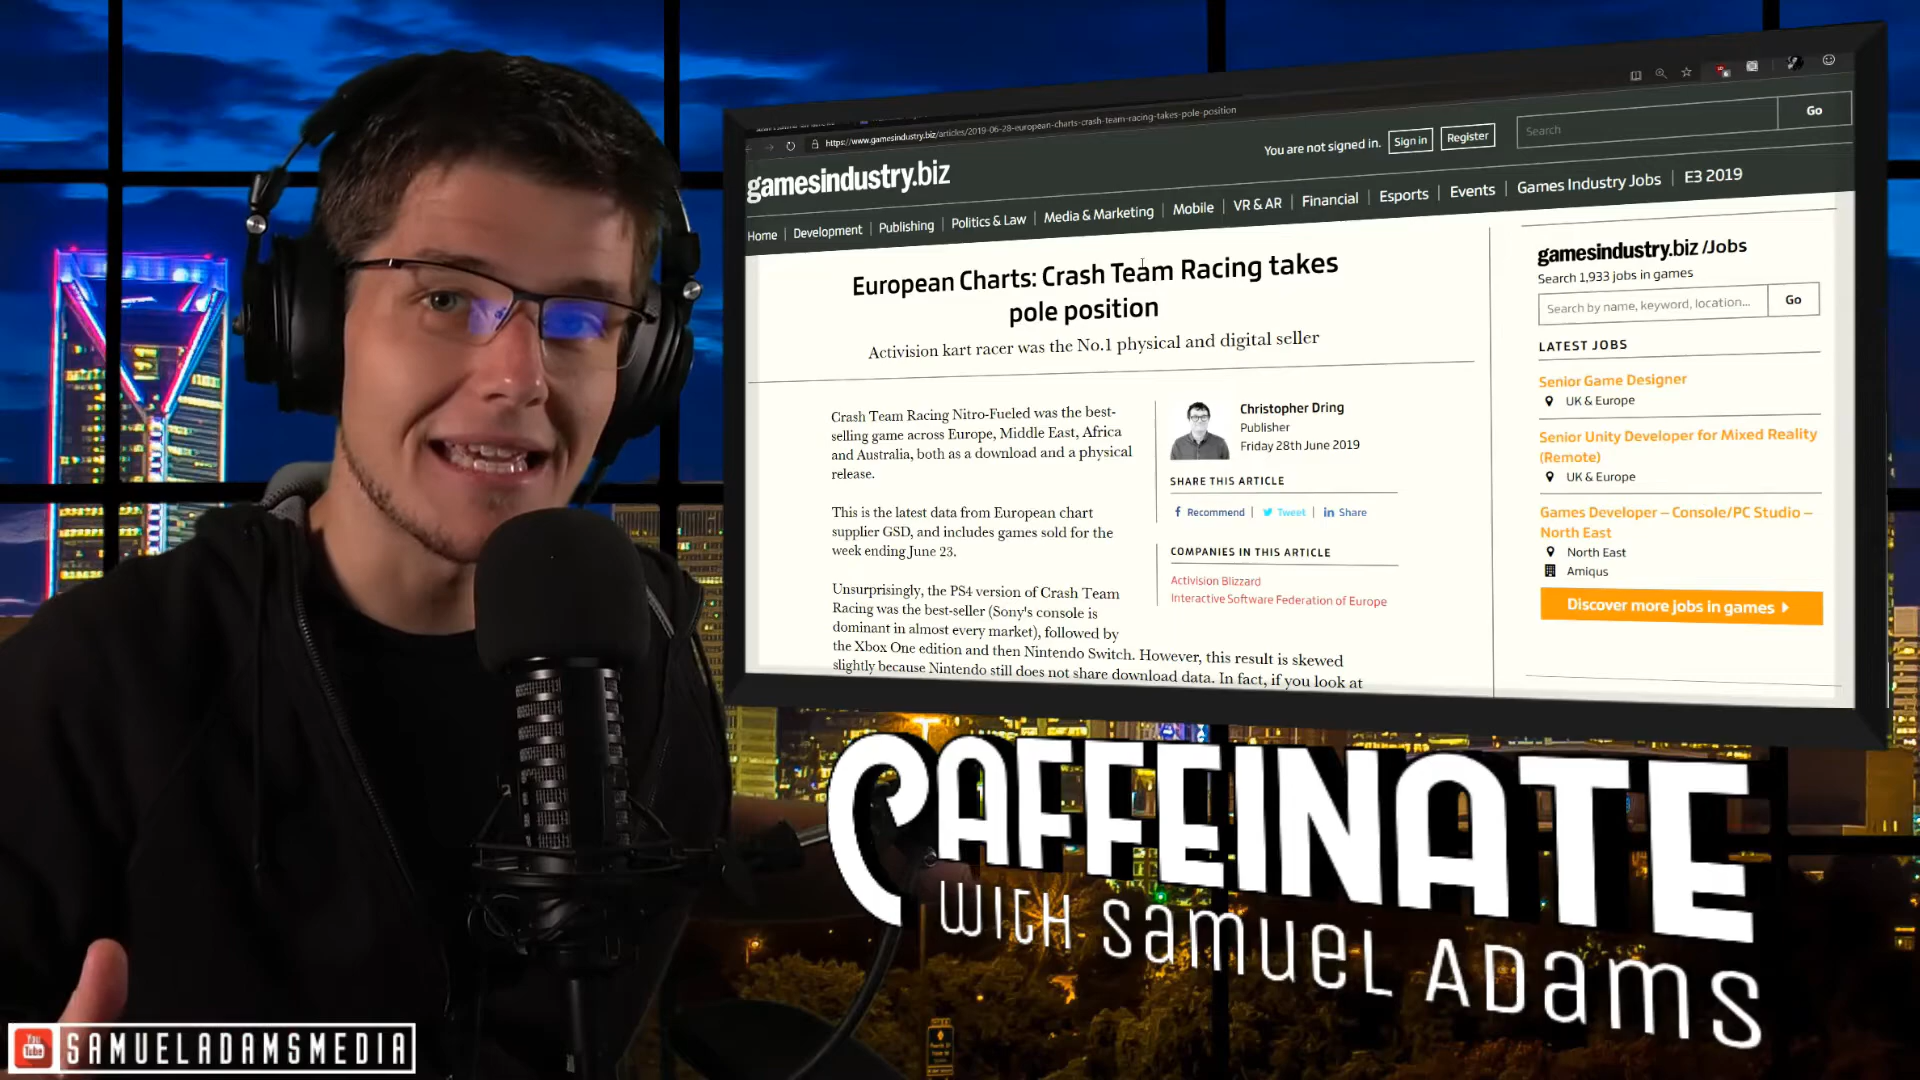 https://www.gamesindustry.biz/articles/2019-06-28-european-charts-crash-team-racing-takes-pole-position
gamesindustry.biz
You are not signed in. Sign in Register
Search Go
Home | Development | Publishing | Politics & Law | Media & Marketing | Mobile | VR & AR | Financial | Esports | Events | Games Industry Jobs | E3 2019
European Charts: Crash Team Racing takes
pole position
Activision kart racer was the No.1 physical and digital seller
Crash Team Racing Nitro-Fueled was the best-
selling game across Europe, Middle East, Africa
and Australia, both as a download and a physical
release.
This is the latest data from European chart
supplier GSD, and includes games sold for the
week ending June 23.
Unsurprisingly, the PS4 version of Crash Team
Racing was the best-seller (Sony's console is
dominant in almost every market), followed by
the Xbox One edition and then Nintendo Switch. However, this result is skewed
slightly because Nintendo still does not share download data. In fact, if you look at
Christopher Dring
Publisher
Friday 28th June 2019
SHARE THIS ARTICLE
Recommend | Tweet | in Share
COMPANIES IN THIS ARTICLE
Activision Blizzard
Interactive Software Federation of Europe
gamesindustry.biz /Jobs
Search 1,933 jobs in games
Search by name, keyword, location... Go
LATEST JOBS
Senior Game Designer
UK & Europe
Senior Unity Developer for Mixed Reality
(Remote)
UK & Europe
Games Developer – Console/PC Studio –
North East
North East
Amiqus
Discover more jobs in games
CAFFEINATE
WITH SAMUEL ADAMS
You
Tube
SAMUELADAMSMEDIA